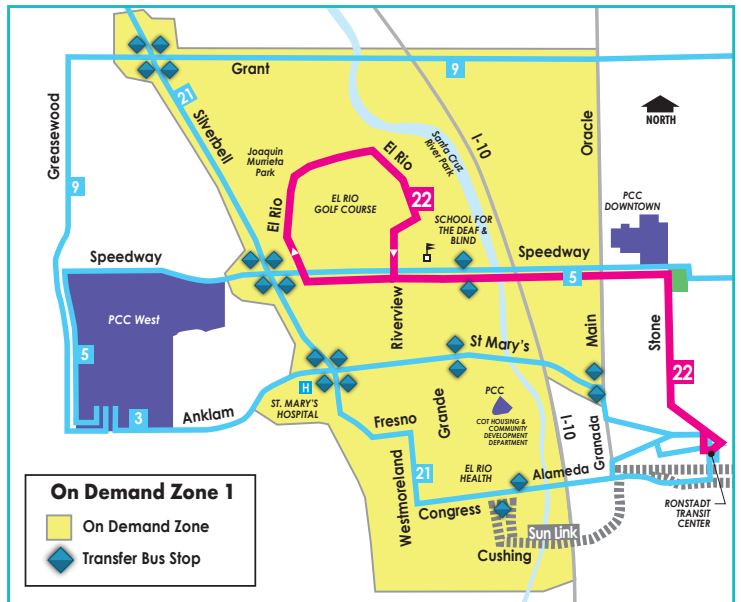 Grant
9
Greasewood
21
Silverbell
I-10
Oracle
NORTH
Joaquin
Murrieta
Park
El Rio
Santa Cruz
River Park
9
El Rio
EL RIO
GOLF COURSE
22
SCHOOL FOR
THE DEAF &
BLIND
PCC
DOWNTOWN
Speedway
Speedway
5
PCC West
Riverview
Main
Stone
St Mary's
5
22
H
ST. MARY'S
HOSPITAL
3
Anklam
Fresno
Grande
PCC
COT HOUSING &
COMMUNITY
DEVELOPMENT
DEPARTMENT
I-10
Granada
21
EL RIO
HEALTH
Alameda
Westmoreland
Congress
RONSTADT
TRANSIT
CENTER
Sun Link
Cushing
On Demand Zone 1
On Demand Zone
Transfer Bus Stop